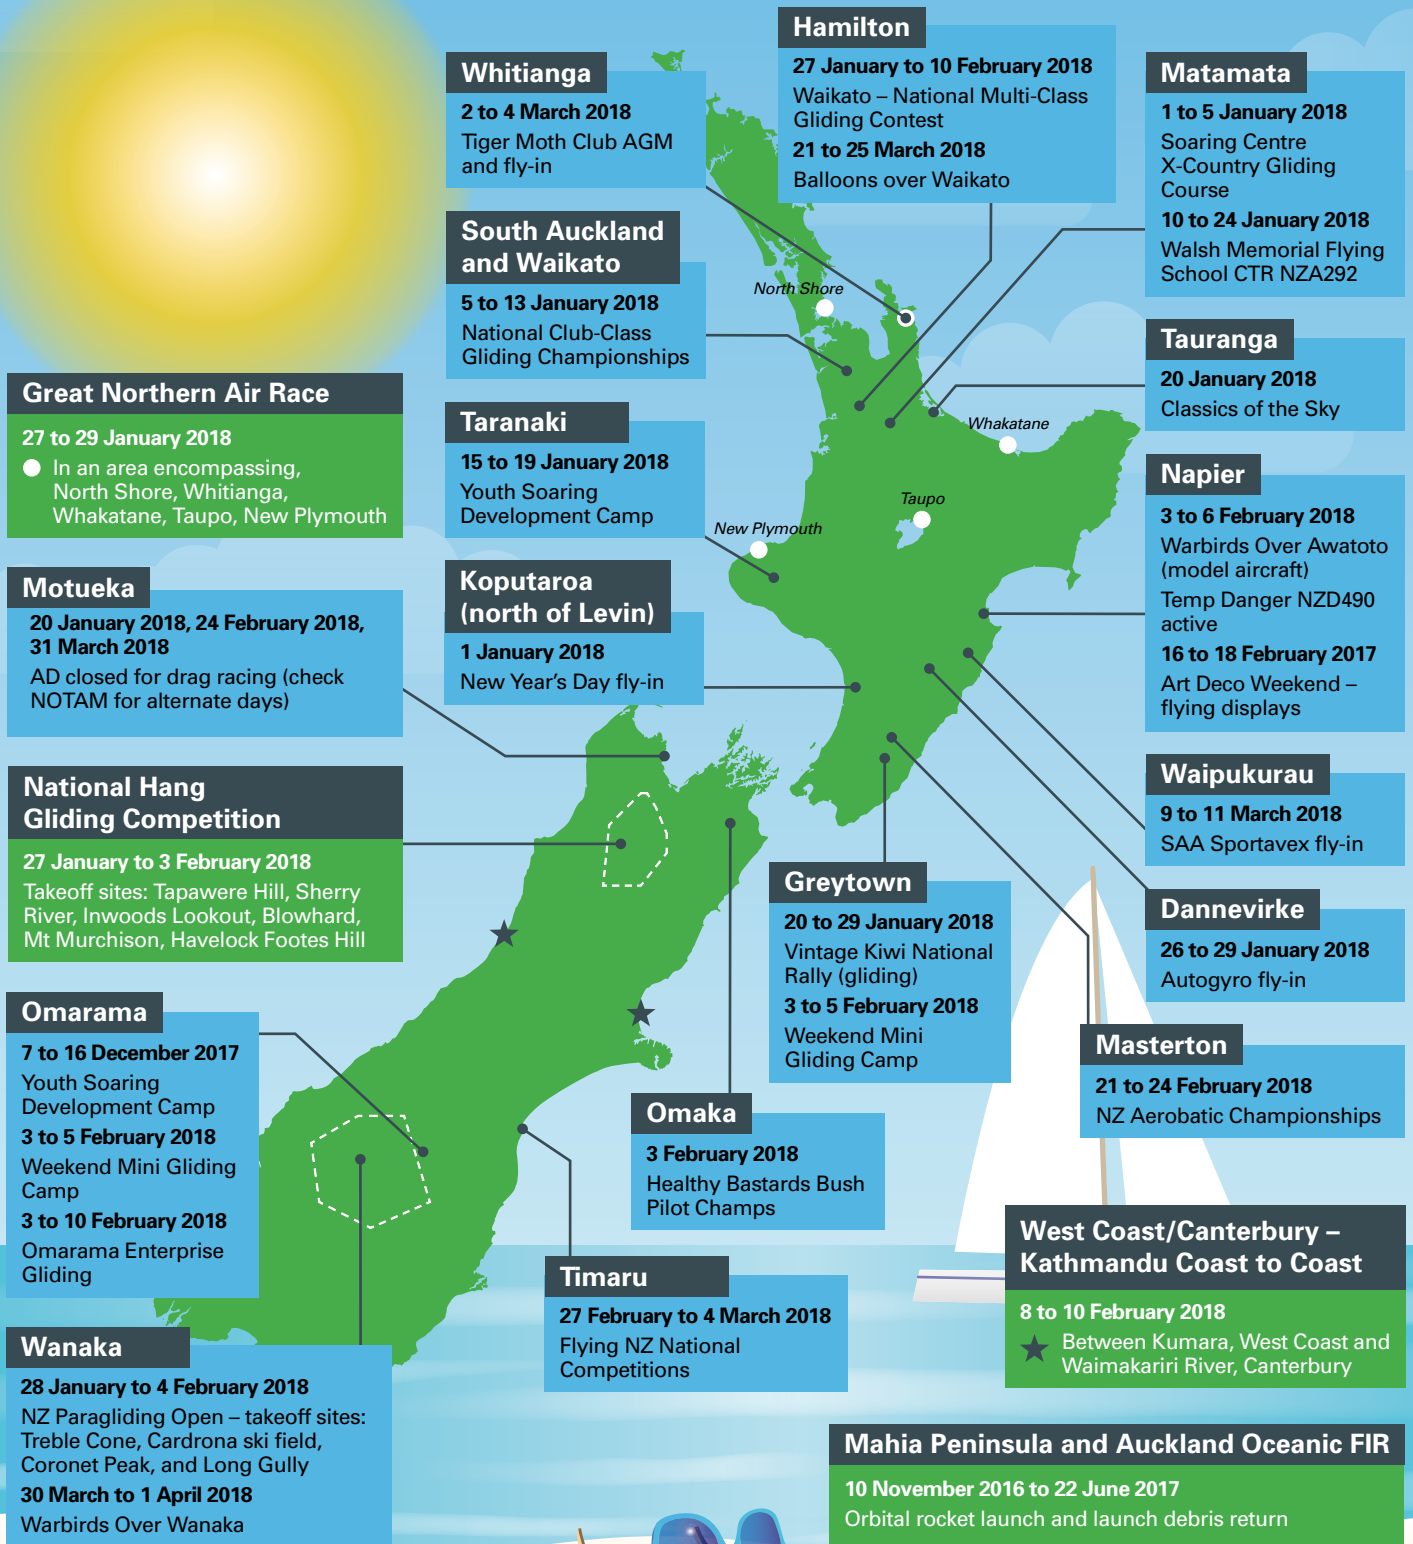 Hamilton
27 January to 10 February 2018
Waikato – National Multi-Class
Gliding Contest
21 to 25 March 2018
Balloons over Waikato
Whitianga
2 to 4 March 2018
Tiger Moth Club AGM
and fly-in
Matamata
1 to 5 January 2018
Soaring Centre
X-Country Gliding
Course
10 to 24 January 2018
Walsh Memorial Flying
School CTR NZA292
South Auckland
and Waikato
5 to 13 January 2018
National Club-Class
Gliding Championships
North Shore
Tauranga
20 January 2018
Classics of the Sky
Great Northern Air Race
27 to 29 January 2018
In an area encompassing,
North Shore, Whitianga,
Whakatane, Taupo, New Plymouth
Taranaki
15 to 19 January 2018
Youth Soaring
Development Camp
Whakatane
Taupo
New Plymouth
Napier
3 to 6 February 2018
Warbirds Over Awatoto
(model aircraft)
Temp Danger NZD490
active
16 to 18 February 2017
Art Deco Weekend –
flying displays
Motueka
20 January 2018, 24 February 2018,
31 March 2018
AD closed for drag racing (check
NOTAM for alternate days)
Koputaroa
(north of Levin)
1 January 2018
New Year's Day fly-in
National Hang
Gliding Competition
27 January to 3 February 2018
Takeoff sites: Tapawere Hill, Sherry
River, Inwoods Lookout, Blowhard,
Mt Murchison, Havelock Footes Hill
Waipukurau
9 to 11 March 2018
SAA Sportavex fly-in
Greytown
20 to 29 January 2018
Vintage Kiwi National
Rally (gliding)
3 to 5 February 2018
Weekend Mini
Gliding Camp
Dannevirke
26 to 29 January 2018
Autogyro fly-in
Omarama
7 to 16 December 2017
Youth Soaring
Development Camp
3 to 5 February 2018
Weekend Mini Gliding
Camp
3 to 10 February 2018
Omarama Enterprise
Gliding
Masterton
21 to 24 February 2018
NZ Aerobatic Championships
Omaka
3 February 2018
Healthy Bastards Bush
Pilot Champs
West Coast/Canterbury –
Kathmandu Coast to Coast
8 to 10 February 2018
Between Kumara, West Coast and
Waimakariri River, Canterbury
Timaru
27 February to 4 March 2018
Flying NZ National
Competitions
Wanaka
28 January to 4 February 2018
NZ Paragliding Open – takeoff sites:
Treble Cone, Cardrona ski field,
Coronet Peak, and Long Gully
30 March to 1 April 2018
Warbirds Over Wanaka
Mahia Peninsula and Auckland Oceanic FIR
10 November 2016 to 22 June 2017
Orbital rocket launch and launch debris return